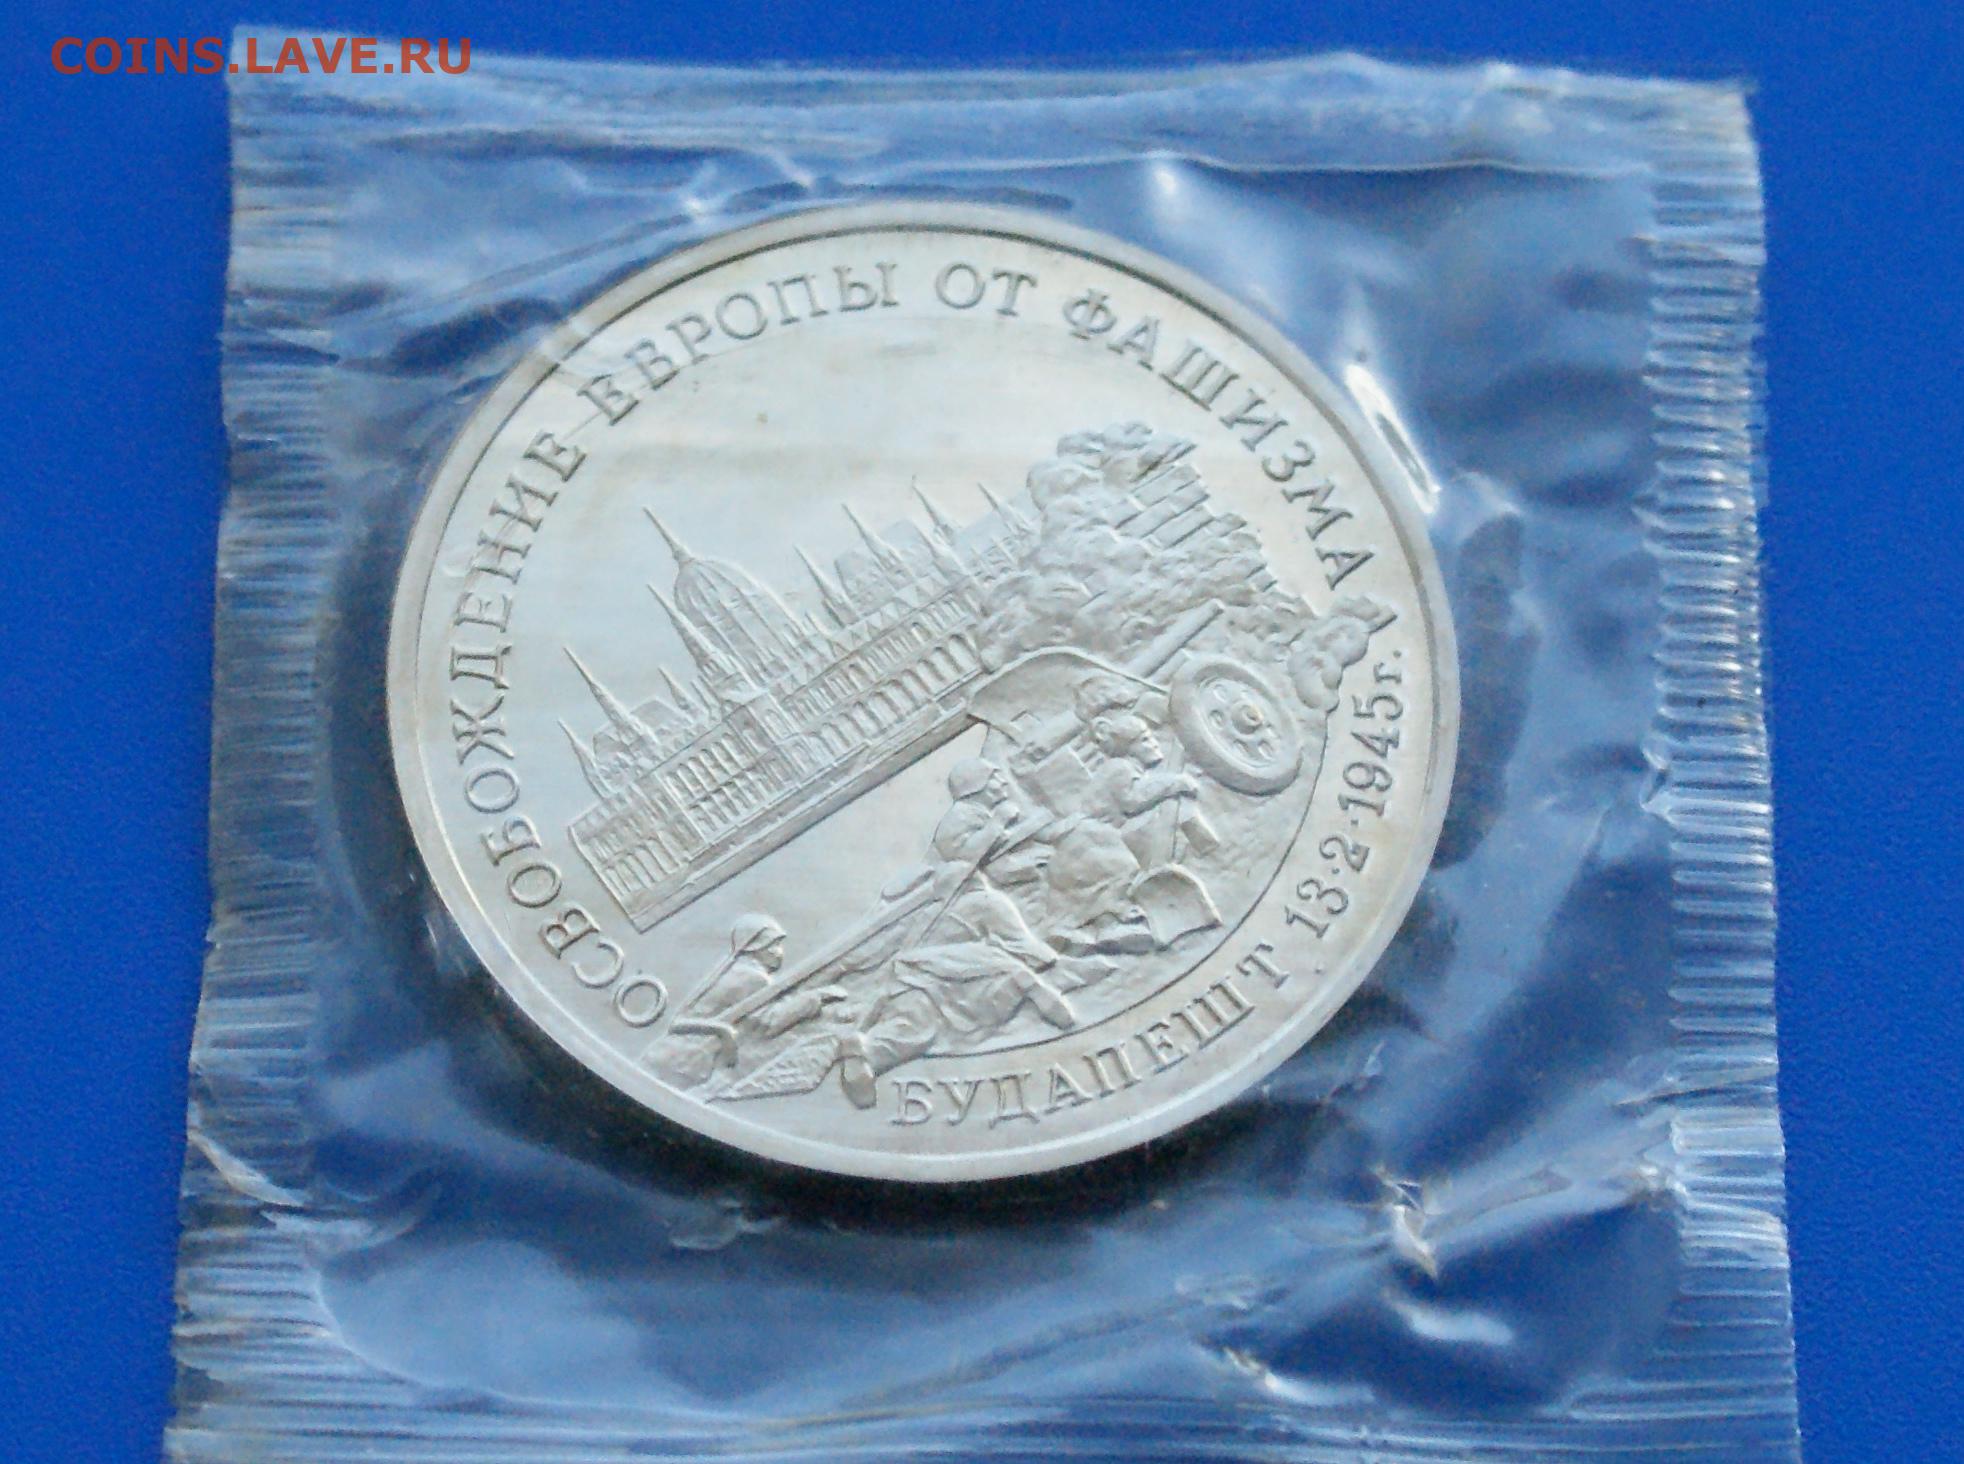 COINS.LAVE.RU
ОСВОБОЖДЕНИЕ ЕВРОПЫ ОТ ФАШИЗМА
БУДАПЕШТ 13·2·1945г.